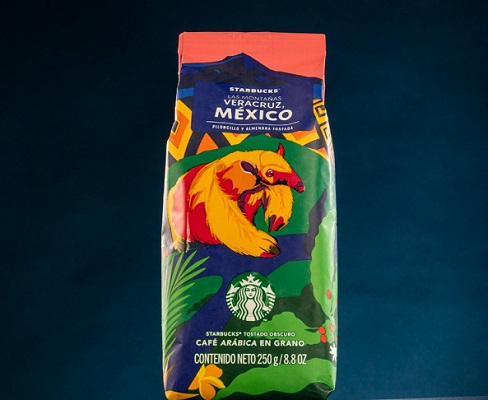 STARBUCKS®
LAS MONTAÑAS
VERACRUZ,
MÉXICO
PILONCILLO Y ALMENDRA TOSTADA
STARBUCKS® TOSTADO OBSCURO
CAFÉ ARÁBICA EN GRANO
CONTENIDO NETO 250 g / 8.8 OZ